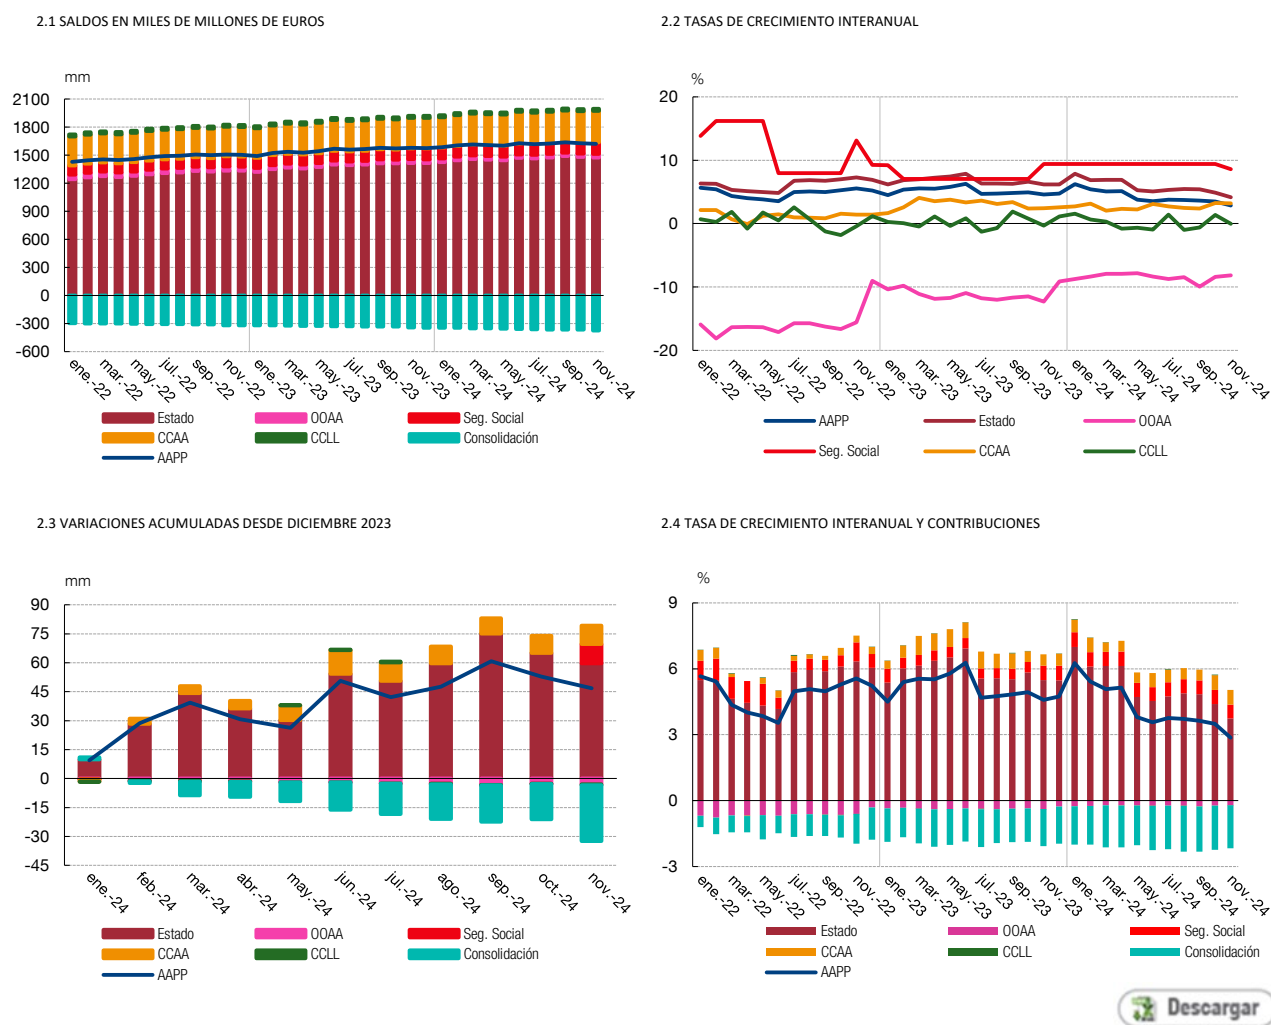 2.1 SALDOS EN MILES DE MILLONES DE EUROS
mm
2100
1800
1500
1200
900
600
300
0
-300
-600
ene.-22
mar.-22
may.-22
jul.-22
sep.-22
nov.-22
ene.-23
mar.-23
may.-23
jul.-23
sep.-23
nov.-23
ene.-24
mar.-24
may.-24
jul.-24
sep.-24
nov.-24
Estado
OOAA
Seg. Social
CCAA
CCLL
Consolidación
AAPP
2.2 TASAS DE CRECIMIENTO INTERANUAL
%
20
10
0
-10
-20
ene.-22
mar.-22
may.-22
jul.-22
sep.-22
nov.-22
ene.-23
mar.-23
may.-23
jul.-23
sep.-23
nov.-23
ene.-24
mar.-24
may.-24
jul.-24
sep.-24
nov.-24
AAPP
Estado
OOAA
Seg. Social
CCAA
CCLL
2.3 VARIACIONES ACUMULADAS DESDE DICIEMBRE 2023
mm
90
75
60
45
30
15
0
-15
-30
-45
ene.-24
feb.-24
mar.-24
abr.-24
may.-24
jun.-24
jul.-24
ago.-24
sep.-24
oct.-24
nov.-24
Estado
OOAA
Seg. Social
CCAA
CCLL
Consolidación
AAPP
2.4 TASA DE CRECIMIENTO INTERANUAL Y CONTRIBUCIONES
%
9
6
3
0
-3
ene.-22
mar.-22
may.-22
jul.-22
sep.-22
nov.-22
ene.-23
mar.-23
may.-23
jul.-23
sep.-23
nov.-23
ene.-24
mar.-24
may.-24
jul.-24
sep.-24
nov.-24
Estado
OOAA
Seg. Social
CCAA
CCLL
Consolidación
AAPP
Descargar